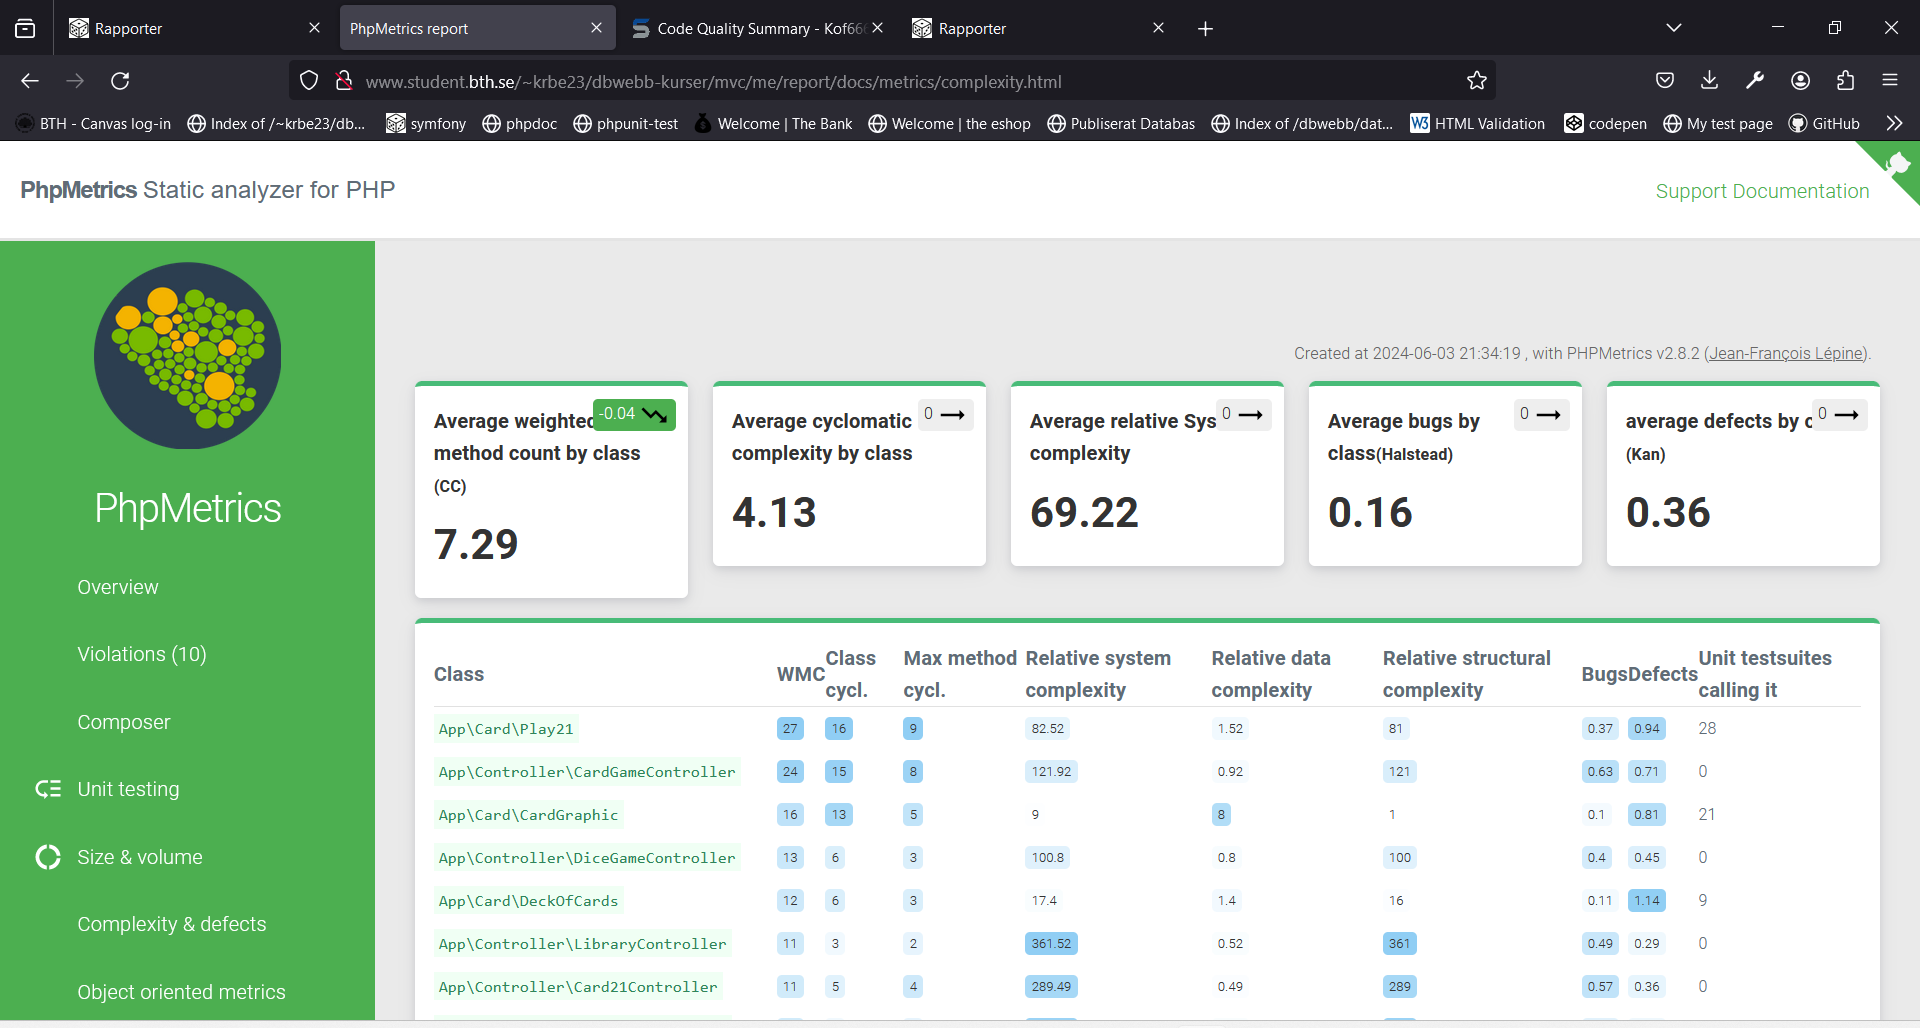 Rapporter
PhpMetrics report
Code Quality Summary - Kof66
Rapporter
www.student.bth.se/~krbe23/dbwebb-kurser/mvc/me/report/docs/metrics/complexity.html
BTH - Canvas log-in
Index of /~krbe23/db...
symfony
phpdoc
phpunit-test
Welcome | The Bank
Welcome | the eshop
Publiserat Databas
Index of /dbwebb/dat...
HTML Validation
codepen
My test page
GitHub
PhpMetrics Static analyzer for PHP
Support Documentation
PhpMetrics
Overview
Violations (10)
Composer
Unit testing
Size & volume
Complexity & defects
Object oriented metrics
Created at 2024-06-03 21:34:19 , with PHPMetrics v2.8.2 (Jean-François Lépine).
Average weighted
method count by class
(CC)
-0.04
7.29
Average cyclomatic
complexity by class
0
4.13
Average relative Sys
complexity
0
69.22
Average bugs by
class(Halstead)
0
0.16
average defects by c
(Kan)
0
0.36
Class WMC Class cycl. Max method cycl. Relative system complexity Relative data complexity Relative structural complexity Bugs Defects Unit testsuites calling it
App\Card\Play21 27 16 9 82.52 1.52 81 0.37 0.94 28
App\Controller\CardGameController 24 15 8 121.92 0.92 121 0.63 0.71 0
App\Card\CardGraphic 16 13 5 9 8 1 0.1 0.81 21
App\Controller\DiceGameController 13 6 3 100.8 0.8 100 0.4 0.45 0
App\Card\DeckOfCards 12 6 3 17.4 1.4 16 0.11 1.14 9
App\Controller\LibraryController 11 3 2 361.52 0.52 361 0.49 0.29 0
App\Controller\Card21Controller 11 5 4 289.49 0.49 289 0.57 0.36 0